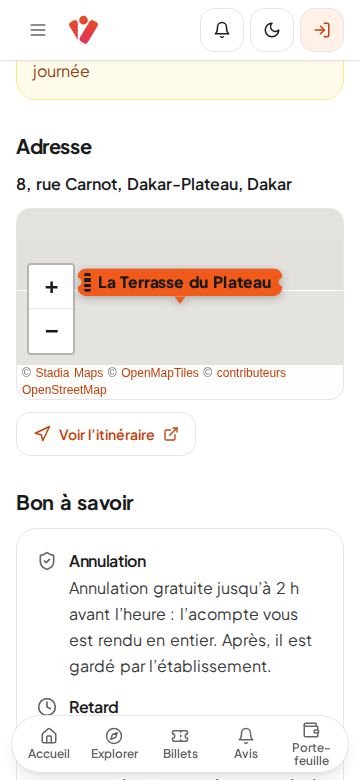 journée
Adresse
8, rue Carnot, Dakar-Plateau, Dakar
+
La Terrasse du Plateau
−
© Stadia Maps © OpenMapTiles © contributeurs
OpenStreetMap
Voir l’itinéraire
Bon à savoir
Annulation
Annulation gratuite jusqu’à 2 h
avant l’heure : l’acompte vous
est rendu en entier. Après, il est
gardé par l’établissement.
Retard
Accueil
Explorer
Billets
Avis
Porte-
feuille